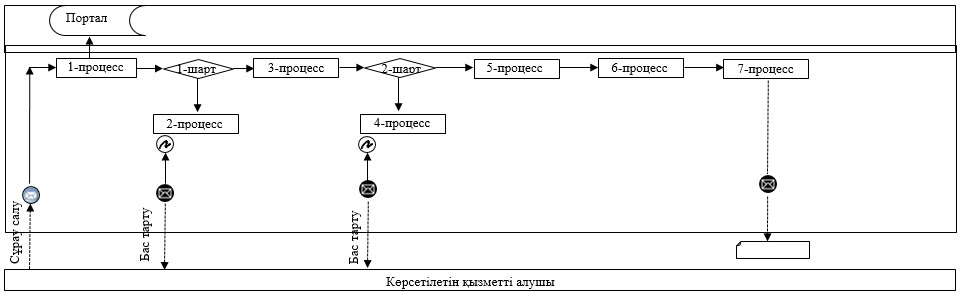 Портал
1-процесс
1-шарт
3-процесс
2-шарт
5-процесс
6-процесс
7-процесс
2-процесс
4-процесс
Сұрау салу
Бас тарту
Бас тарту
Көрсетілетін қызметті алушы